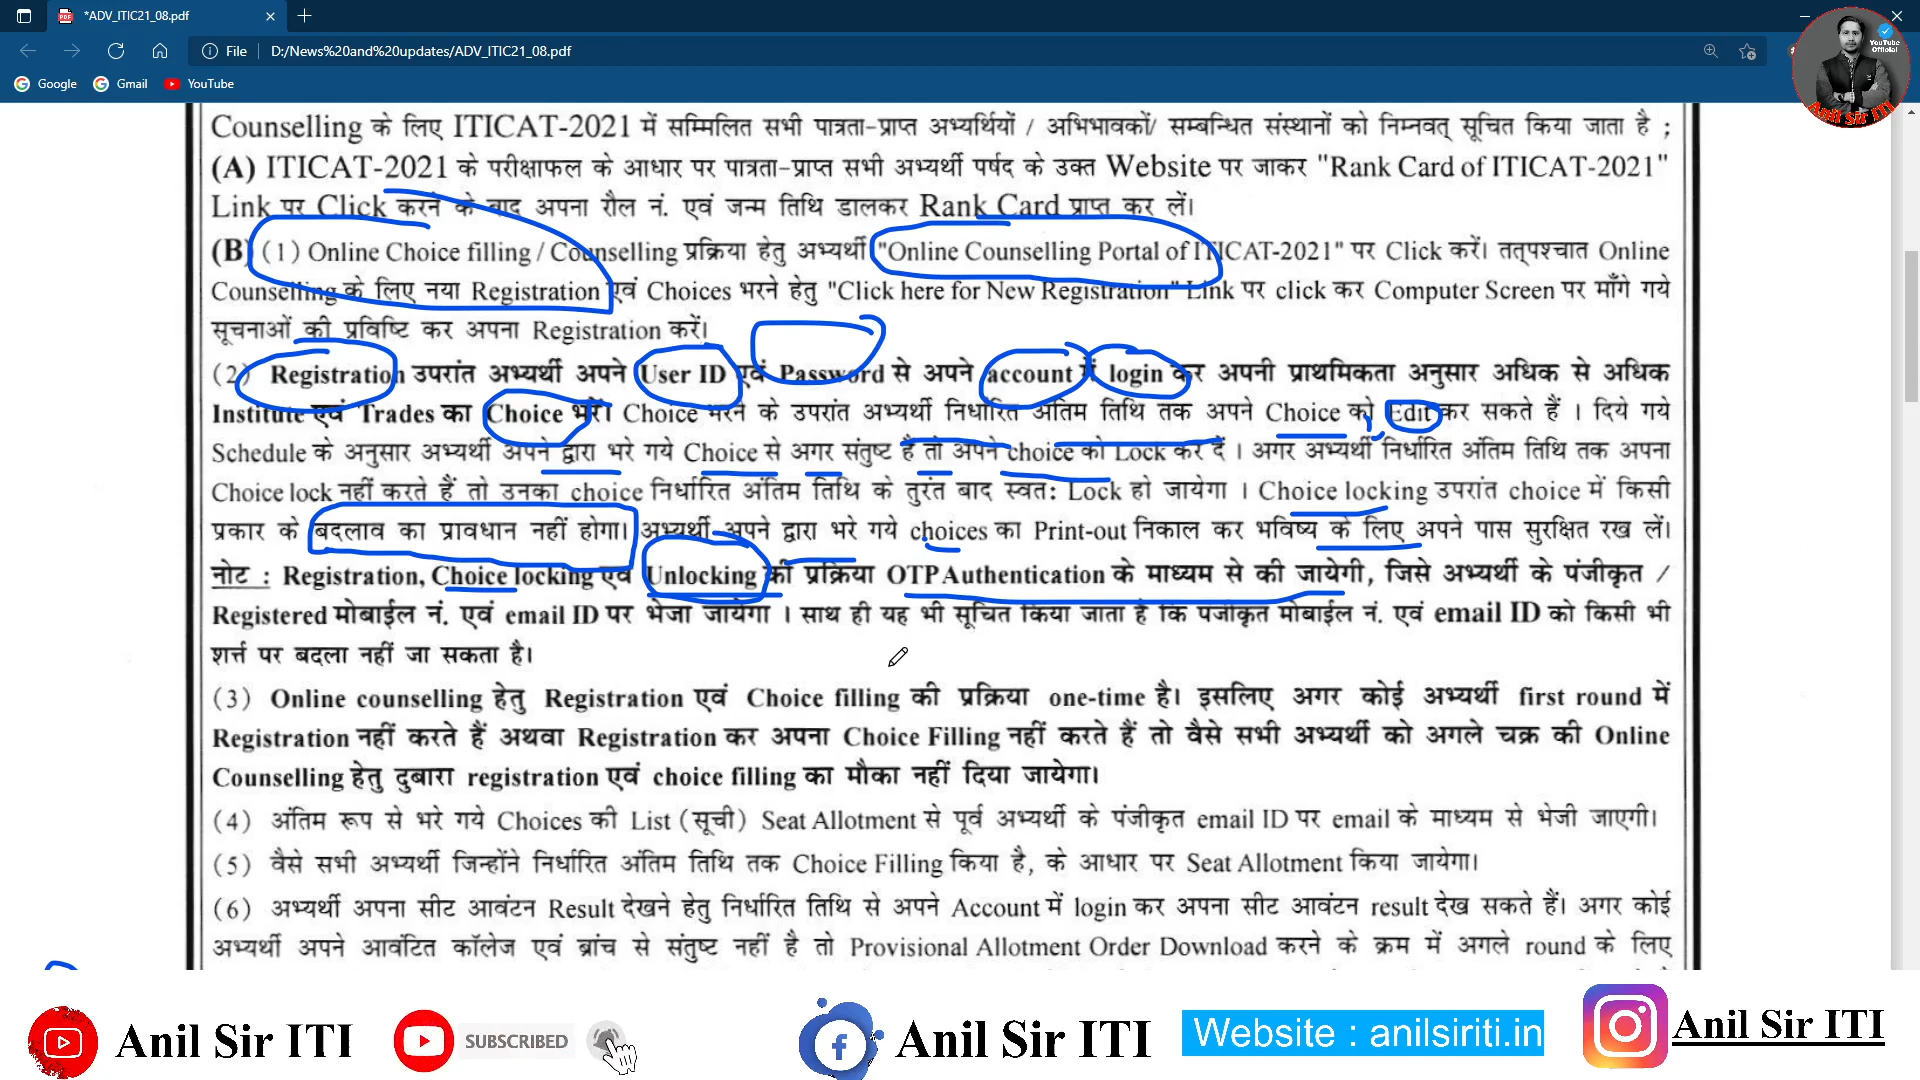 *ADV_ITIC21_08.pdf
File D:/News%20and%20updates/ADV_ITIC21_08.pdf
Google Gmail YouTube
YouTube
Official
Anil Sir ITI
Counselling के लिए ITICAT-2021 में सम्मिलित सभी पात्रता-प्राप्त अभ्यर्थियों / अभिभावकों/ सम्बन्धित संस्थानों को निम्नवत् सूचित किया जाता है ;
(A) ITICAT-2021 के परीक्षाफल के आधार पर पात्रता-प्राप्त सभी अभ्यर्थी पर्षद के उक्त Website पर जाकर "Rank Card of ITICAT-2021"
Link पर Click करने के बाद अपना रौल नं. एवं जन्म तिथि डालकर Rank Card प्राप्त कर लें।
(B) (1) Online Choice filling / Counselling प्रक्रिया हेतु अभ्यर्थी "Online Counselling Portal of ITICAT-2021" पर Click करें। तत्पश्चात Online
Counselling के लिए नया Registration एवं Choices भरने हेतु "Click here for New Registration" Link पर click कर Computer Screen पर माँगे गये
सूचनाओं की प्रविष्टि कर अपना Registration करें।
(2) Registration उपरांत अभ्यर्थी अपने User ID एवं Password से अपने account में login कर अपनी प्राथमिकता अनुसार अधिक से अधिक
Institute एवं Trades का Choice भरें। Choice भरने के उपरांत अभ्यर्थी निर्धारित अंतिम तिथि तक अपने Choice को Edit कर सकते हैं । दिये गये
Schedule के अनुसार अभ्यर्थी अपने द्वारा भरे गये Choice से अगर संतुष्ट है तो अपने choice को Lock कर दें । अगर अभ्यर्थी निर्धारित अंतिम तिथि तक अपना
Choice lock नहीं करते हैं तो उनका choice निर्धारित अंतिम तिथि के तुरंत बाद स्वत: Lock हो जायेगा । Choice locking उपरांत choice में किसी
प्रकार के बदलाव का प्रावधान नहीं होगा। अभ्यर्थी अपने द्वारा भरे गये choices का Print-out निकाल कर भविष्य के लिए अपने पास सुरक्षित रख लें।
नोट : Registration, Choice locking एवं Unlocking की प्रक्रिया OTP Authentication के माध्यम से की जायेगी, जिसे अभ्यर्थी के पंजीकृत /
Registered मोबाईल नं. एवं email ID पर भेजा जायेगा । साथ ही यह भी सूचित किया जाता है कि पंजीकृत मोबाईल नं. एवं email ID को किसी भी
शर्त्त पर बदला नहीं जा सकता है।
(3) Online counselling हेतु Registration एवं Choice filling की प्रक्रिया one-time है। इसलिए अगर कोई अभ्यर्थी first round में
Registration नहीं करते हैं अथवा Registration कर अपना Choice Filling नहीं करते हैं तो वैसे सभी अभ्यर्थी को अगले चक्र की Online
Counselling हेतु दुबारा registration एवं choice filling का मौका नहीं दिया जायेगा।
(4) अंतिम रूप से भरे गये Choices की List (सूची) Seat Allotment से पूर्व अभ्यर्थी के पंजीकृत email ID पर email के माध्यम से भेजी जाएगी।
(5) वैसे सभी अभ्यर्थी जिन्होंने निर्धारित अंतिम तिथि तक Choice Filling किया है, के आधार पर Seat Allotment किया जायेगा।
(6) अभ्यर्थी अपना सीट आवंटन Result देखने हेतु निर्धारित तिथि से अपने Account में login कर अपना सीट आवंटन result देख सकते हैं। अगर कोई
अभ्यर्थी अपने आवंटित कॉलेज एवं ब्रांच से संतुष्ट नहीं है तो Provisional Allotment Order Download करने के क्रम में अगले round के लिए
Anil Sir ITI SUBSCRIBED Anil Sir ITI Website : anilsiriti.in Anil Sir ITI